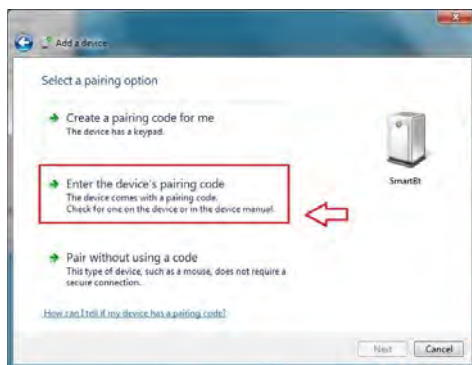 Add a device
Select a pairing option
Create a pairing code for me
The device has a keypad.
Enter the device's pairing code
The device comes with a pairing code.
Check for one on the device or in the device manual.
SmartBt
Pair without using a code
This type of device, such as a mouse, does not require a
secure connection.
How can I tell if my device has a pairing code?
Next
Cancel